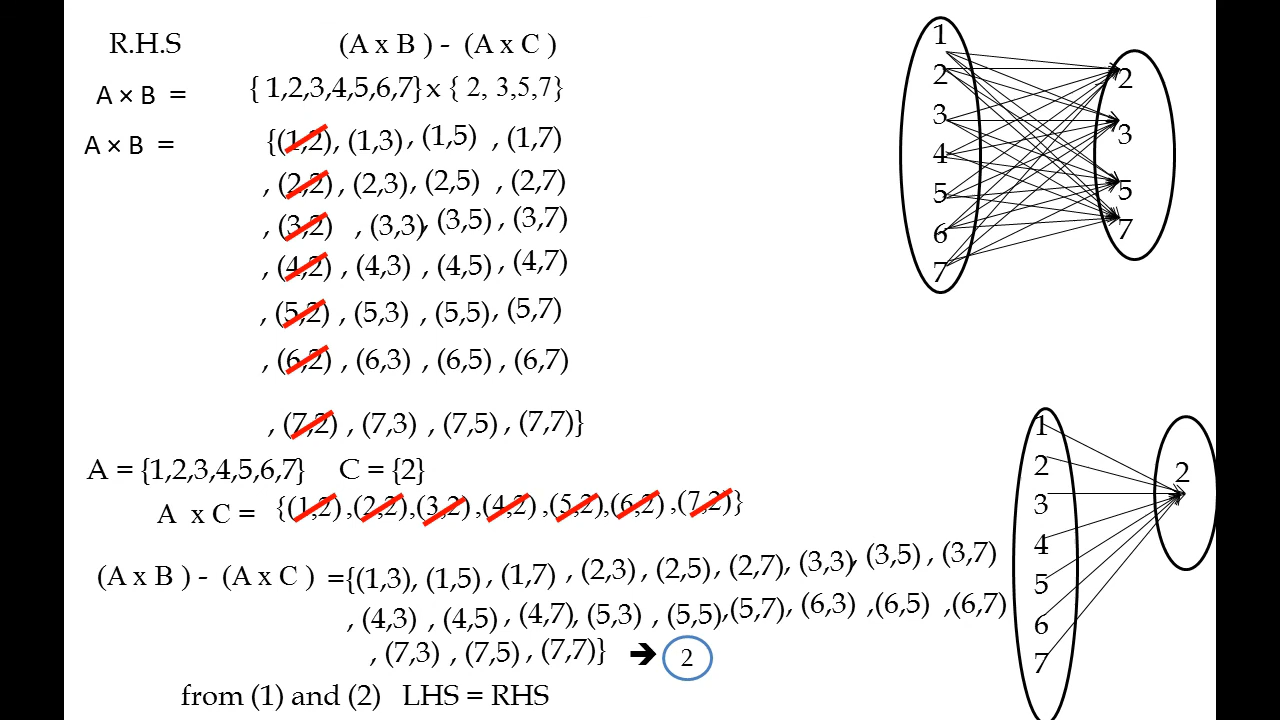 R.H.S (A x B ) - (A x C )
A × B = { 1,2,3,4,5,6,7} x { 2, 3,5,7}
A × B = {(1,2), (1,3) , (1,5) , (1,7)
, (2,2) , (2,3), (2,5) , (2,7)
, (3,2) , (3,3), (3,5) , (3,7)
, (4,2) , (4,3) , (4,5) , (4,7)
, (5,2) , (5,3) , (5,5) , (5,7)
, (6,2) , (6,3) , (6,5) , (6,7)
, (7,2) , (7,3) , (7,5) , (7,7)}
A = {1,2,3,4,5,6,7} C = {2}
A x C = {(1,2) ,(2,2),(3,2) ,(4,2) ,(5,2),(6,2) ,(7,2)}
(A x B ) - (A x C ) ={(1,3), (1,5) , (1,7) , (2,3) , (2,5) , (2,7), (3,3), (3,5) , (3,7)
, (4,3) , (4,5) , (4,7), (5,3) , (5,5),(5,7) , (6,3) ,(6,5) ,(6,7)
, (7,3) , (7,5) , (7,7)} ➔ 2
from (1) and (2) LHS = RHS
1
2
3
4
5
6
7
2
3
5
7
1
2
3
4
5
6
7
2